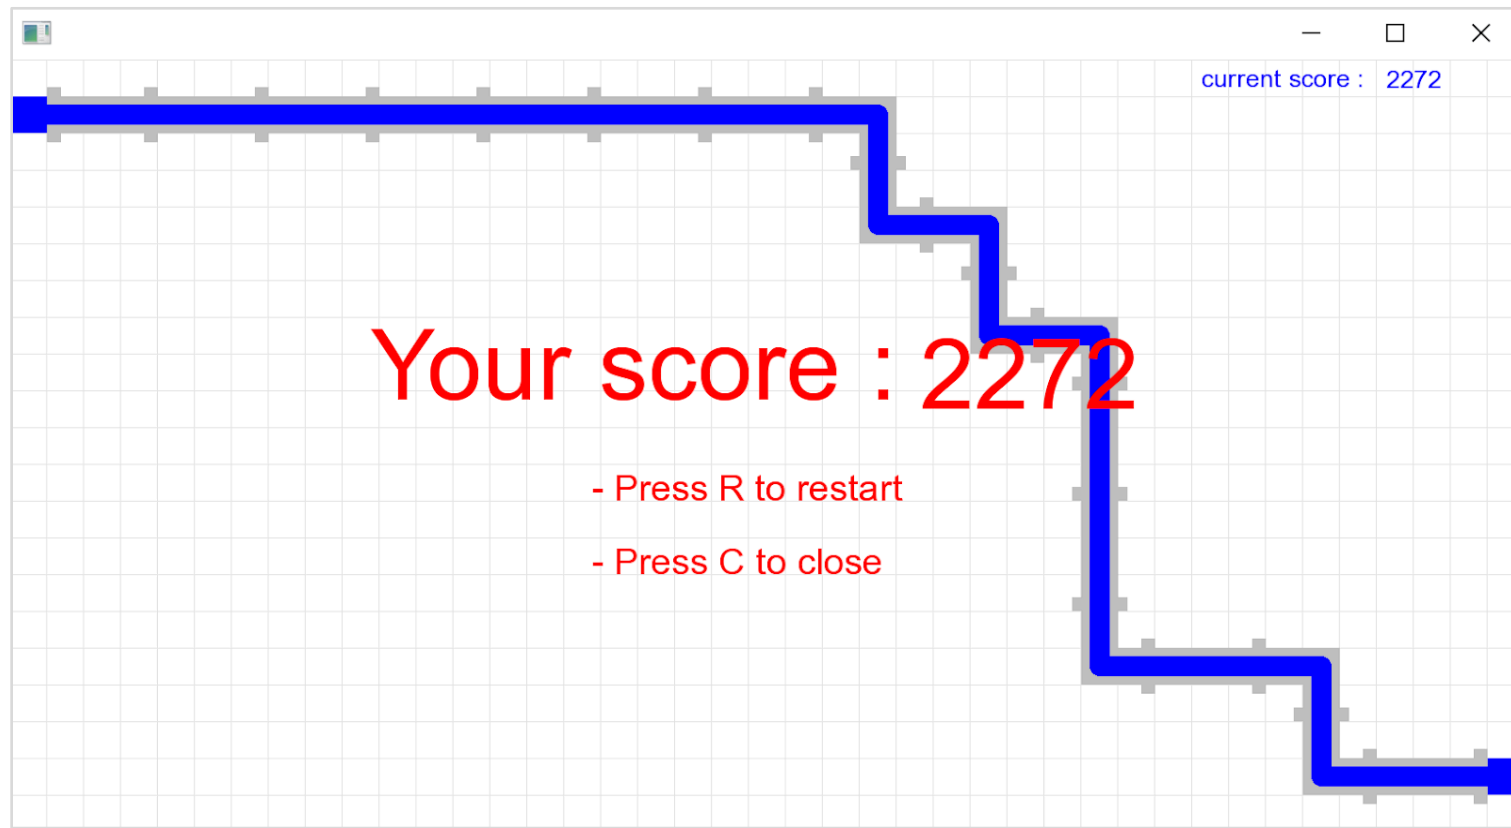 current score : 2272
Your score : 2272
- Press R to restart
- Press C to close